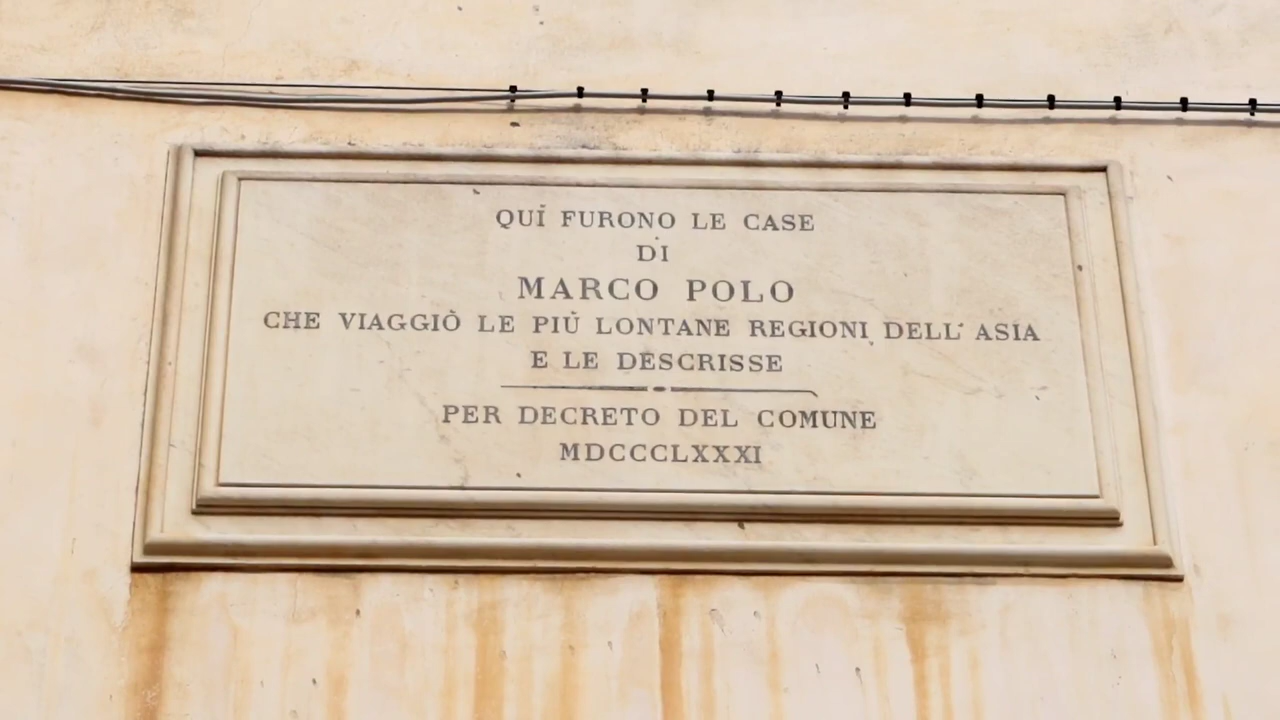 QUÌ FURONO LE CASE
DI
MARCO POLO
CHE VIAGGIÒ LE PIÙ LONTANE REGIONI DELL' ASIA
E LE DESCRISSE
PER DECRETO DEL COMUNE
MDCCCLXXXI